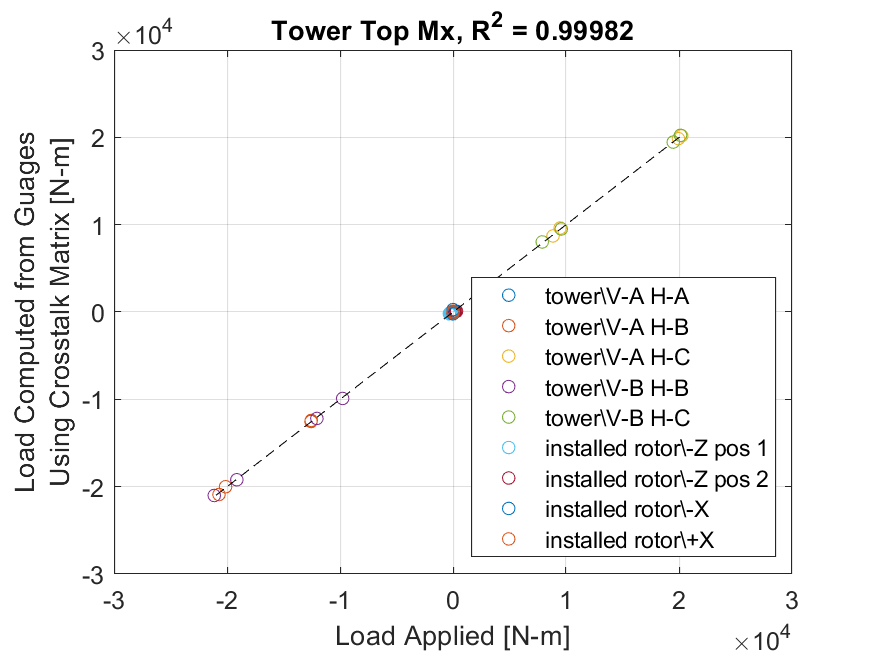 Tower Top Mx, R² = 0.99982
×10⁴
3
2
1
0
-1
-2
-3
-3 -2 -1 0 1 2 3
×10⁴
Load Applied [N-m]
Load Computed from Guages
Using Crosstalk Matrix [N-m]
tower\V-A H-A
tower\V-A H-B
tower\V-A H-C
tower\V-B H-B
tower\V-B H-C
installed rotor\-Z pos 1
installed rotor\-Z pos 2
installed rotor\-X
installed rotor\+X